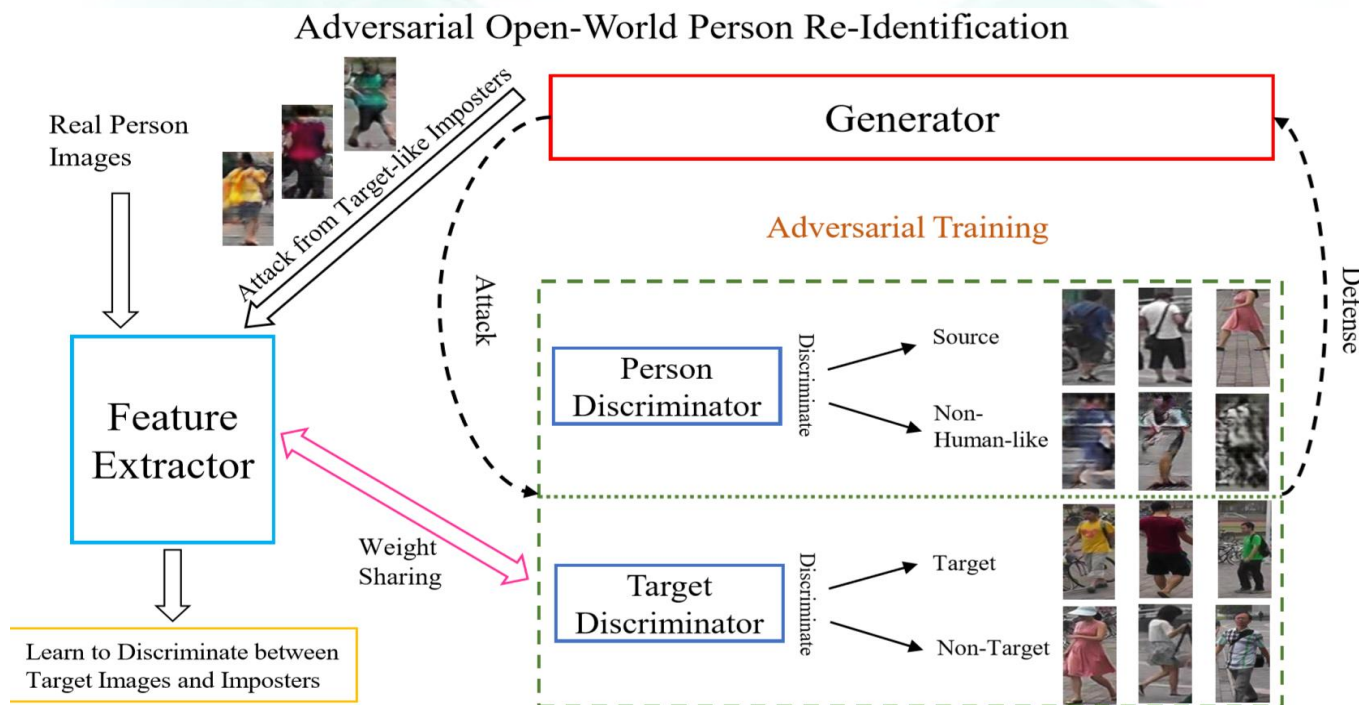 Adversarial Open-World Person Re-Identification
Real Person
Images
Attack from Target-like Imposters
Generator
Adversarial Training
Attack
Defense
Person
Discriminator
Discriminate
Source
Non-
Human-like
Feature
Extractor
Weight
Sharing
Target
Discriminator
Discriminate
Target
Non-Target
Learn to Discriminate between
Target Images and Imposters